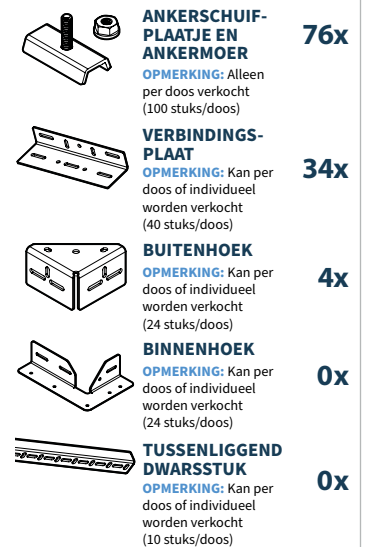 ANKERSCHUIF-
PLAATJE EN
ANKERMOER
76x
OPMERKING: Alleen
per doos verkocht
(100 stuks/doos)
VERBINDINGS-
PLAAT
34x
OPMERKING: Kan per
doos of individueel
worden verkocht
(40 stuks/doos)
BUITENHOEK
4x
OPMERKING: Kan per
doos of individueel
worden verkocht
(24 stuks/doos)
BINNENHOEK
0x
OPMERKING: Kan per
doos of individueel
worden verkocht
(24 stuks/doos)
TUSSENLIGGEND
DWARSSTUK
0x
OPMERKING: Kan per
doos of individueel
worden verkocht
(10 stuks/doos)